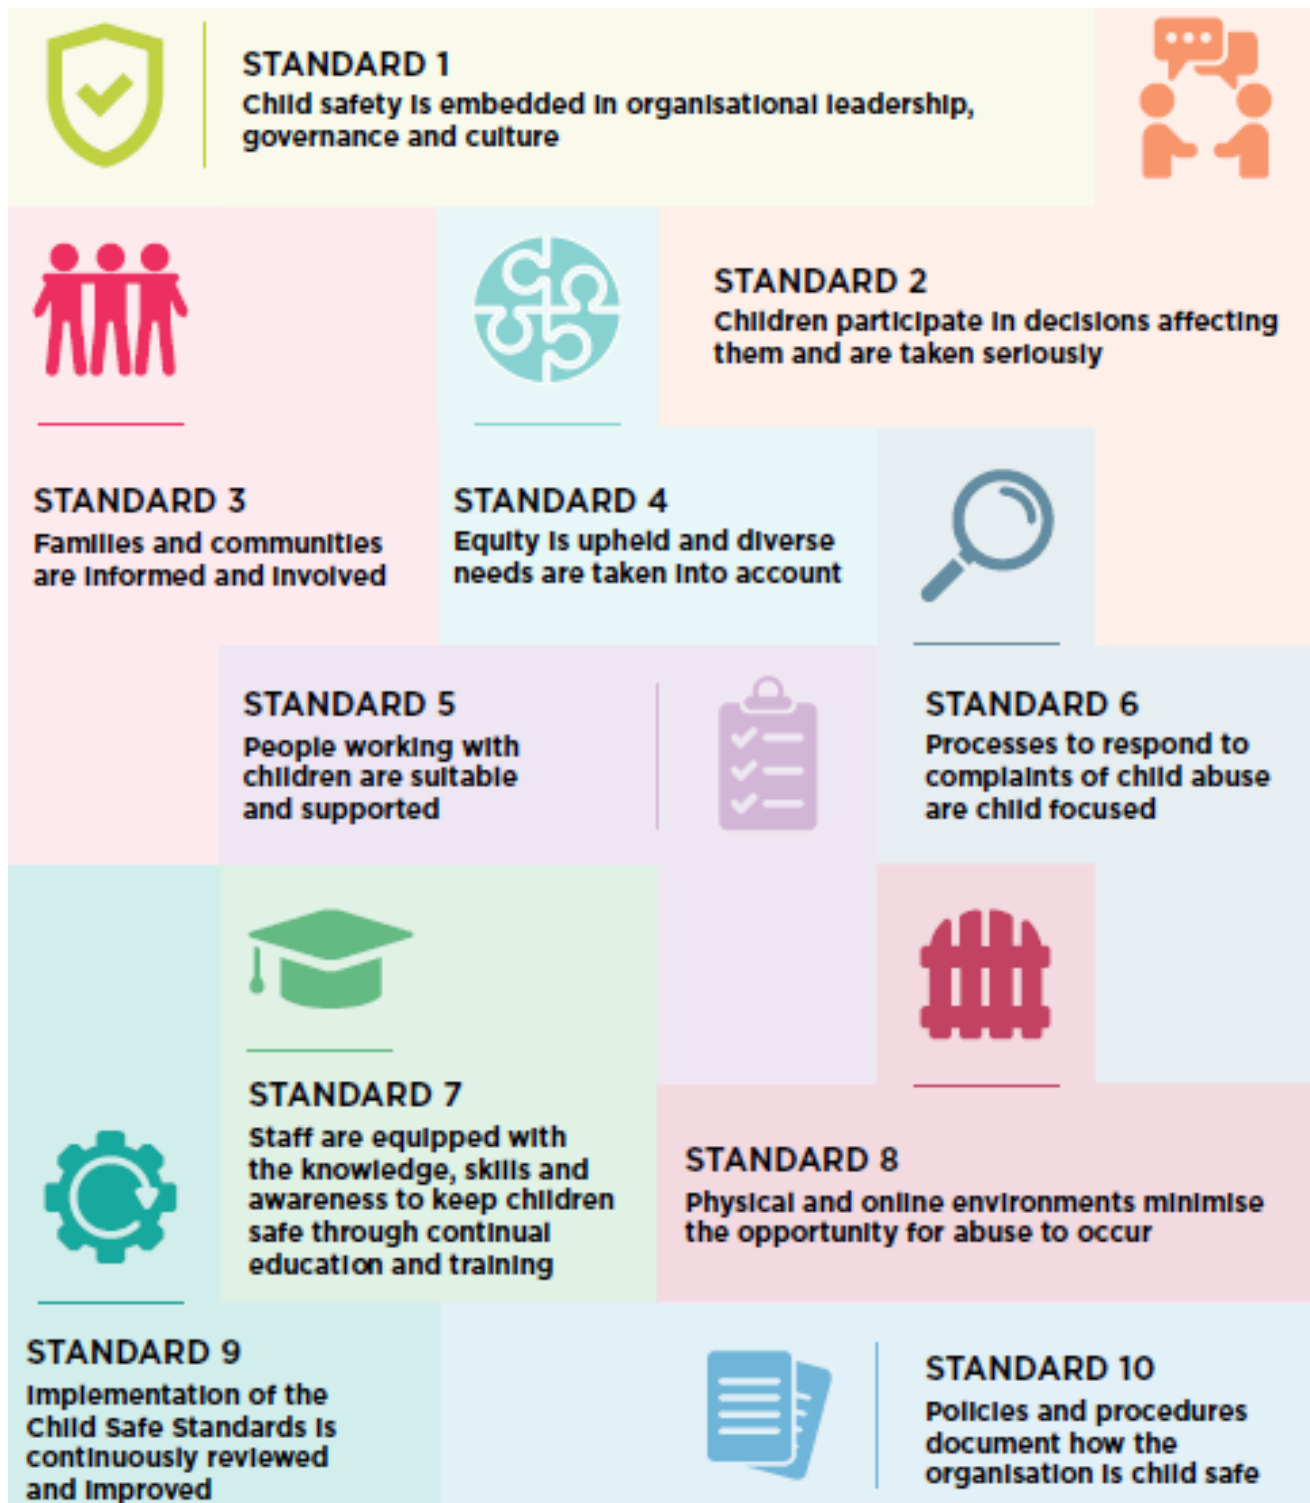 STANDARD 1
Child safety is embedded in organisational leadership,
governance and culture
STANDARD 2
Children participate in decisions affecting
them and are taken seriously
STANDARD 3
Families and communities
are informed and involved
STANDARD 4
Equity is upheld and diverse
needs are taken into account
STANDARD 5
People working with
children are suitable
and supported
STANDARD 6
Processes to respond to
complaints of child abuse
are child focused
STANDARD 7
Staff are equipped with
the knowledge, skills and
awareness to keep children
safe through continual
education and training
STANDARD 8
Physical and online environments minimise
the opportunity for abuse to occur
STANDARD 9
Implementation of the
Child Safe Standards is
continuously reviewed
and improved
STANDARD 10
Policies and procedures
document how the
organisation is child safe